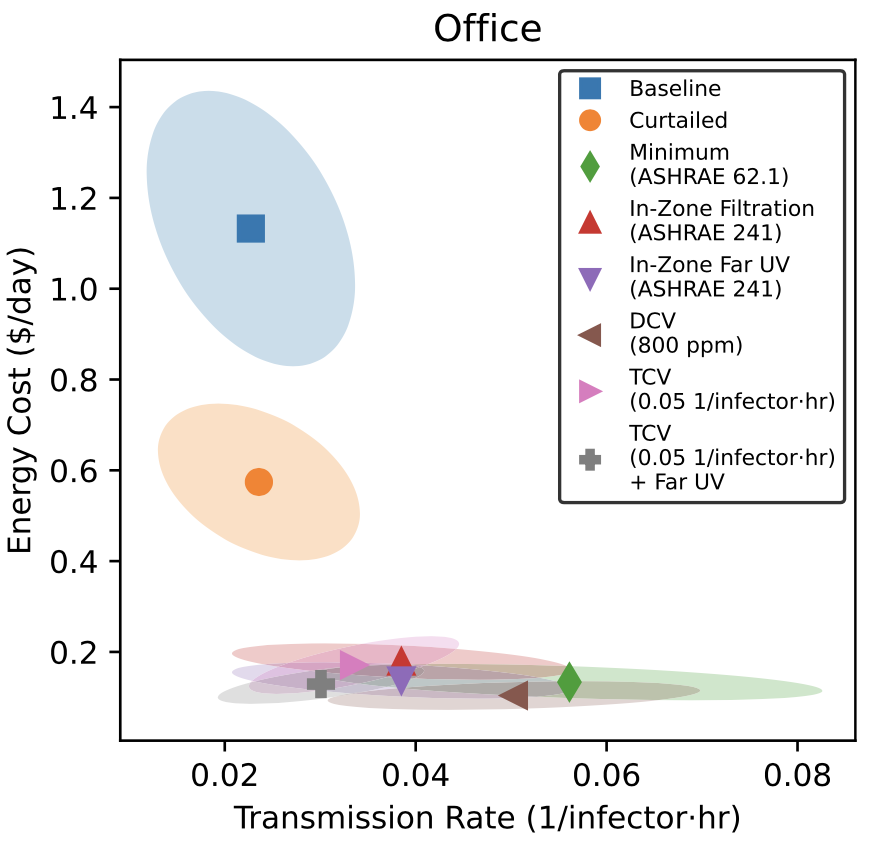 Office
Energy Cost ($/day)
1.4
1.2
1.0
0.8
0.6
0.4
0.2
Baseline
Curtailed
Minimum
(ASHRAE 62.1)
In-Zone Filtration
(ASHRAE 241)
In-Zone Far UV
(ASHRAE 241)
DCV
(800 ppm)
TCV
(0.05 1/infector·hr)
TCV
(0.05 1/infector·hr)
+ Far UV
0.02 0.04 0.06 0.08
Transmission Rate (1/infector·hr)